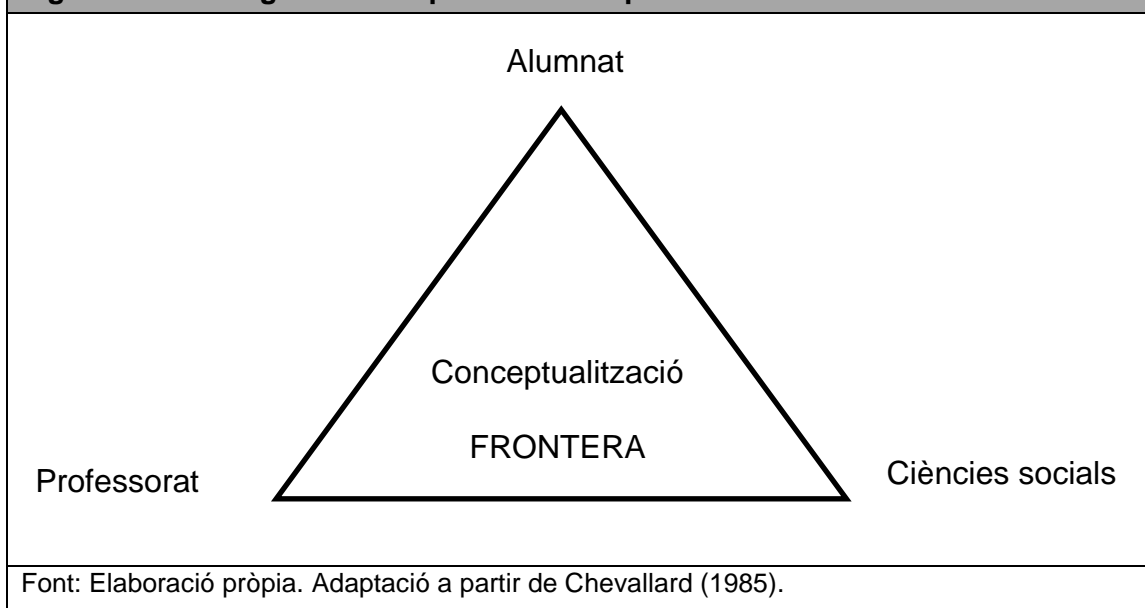 Alumnat
Conceptualització
FRONTERA
Professorat
Ciències socials
Font: Elaboració pròpia. Adaptació a partir de Chevallard (1985).